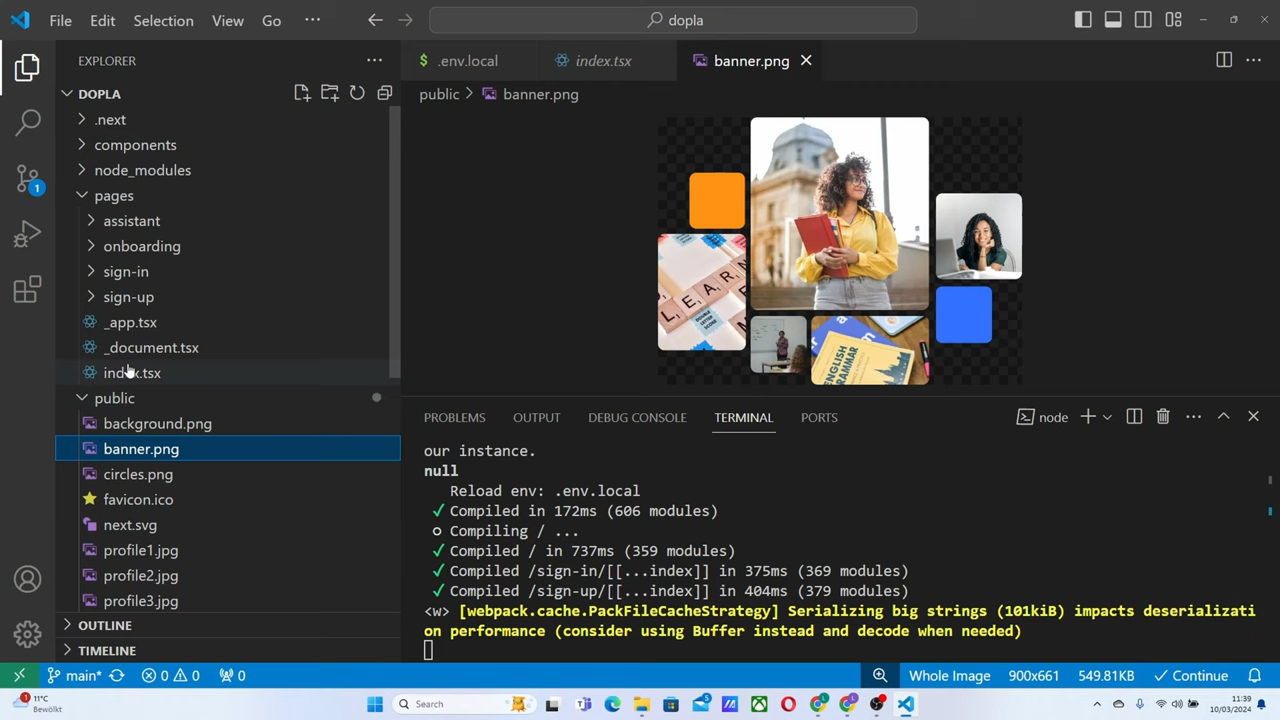 File Edit Selection View Go ··· dopla
EXPLORER ···
DOPLA
.next
components
node_modules
pages
assistant
onboarding
sign-in
sign-up
_app.tsx
_document.tsx
index.tsx
public
background.png
banner.png
circles.png
favicon.ico
next.svg
profile1.jpg
profile2.jpg
profile3.jpg
OUTLINE
TIMELINE
$ .env.local index.tsx banner.png
public > banner.png
LEARN
ENGLISH
GRAMMAR
PROBLEMS OUTPUT DEBUG CONSOLE TERMINAL PORTS node
our instance.
null
Reload env: .env.local
✓ Compiled in 172ms (606 modules)
○ Compiling / ...
✓ Compiled / in 737ms (359 modules)
✓ Compiled /sign-in/[[...index]] in 375ms (369 modules)
✓ Compiled /sign-up/[[...index]] in 404ms (379 modules)
<w> [webpack.cache.PackFileCacheStrategy] Serializing big strings (101kiB) impacts deserializati
on performance (consider using Buffer instead and decode when needed)
1
main* 0 0 0 Whole Image 900x661 549.81KB Continue
1 11°C
Bewölkt
Search
11:39
10/03/2024